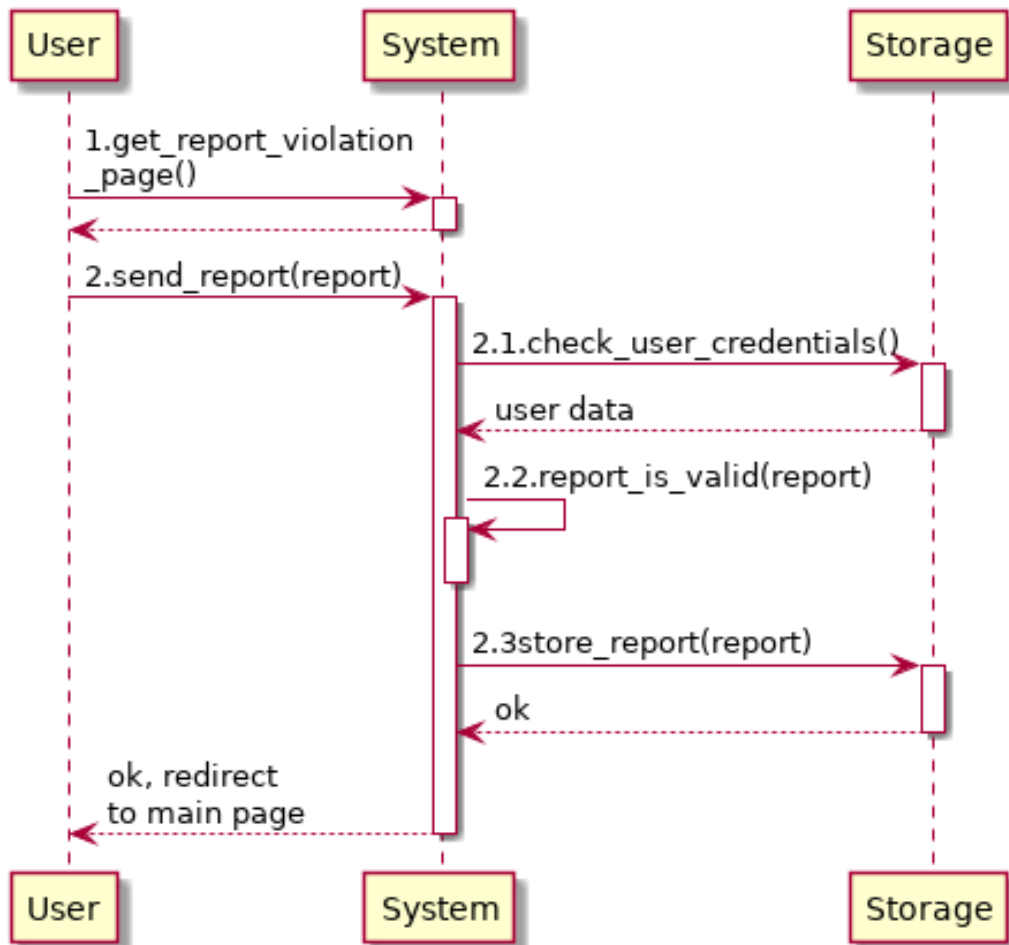 User
System
Storage
1.get_report_violation
_page()
2.send_report(report)
2.1.check_user_credentials()
user data
2.2.report_is_valid(report)
2.3store_report(report)
ok
ok, redirect
to main page
User
System
Storage